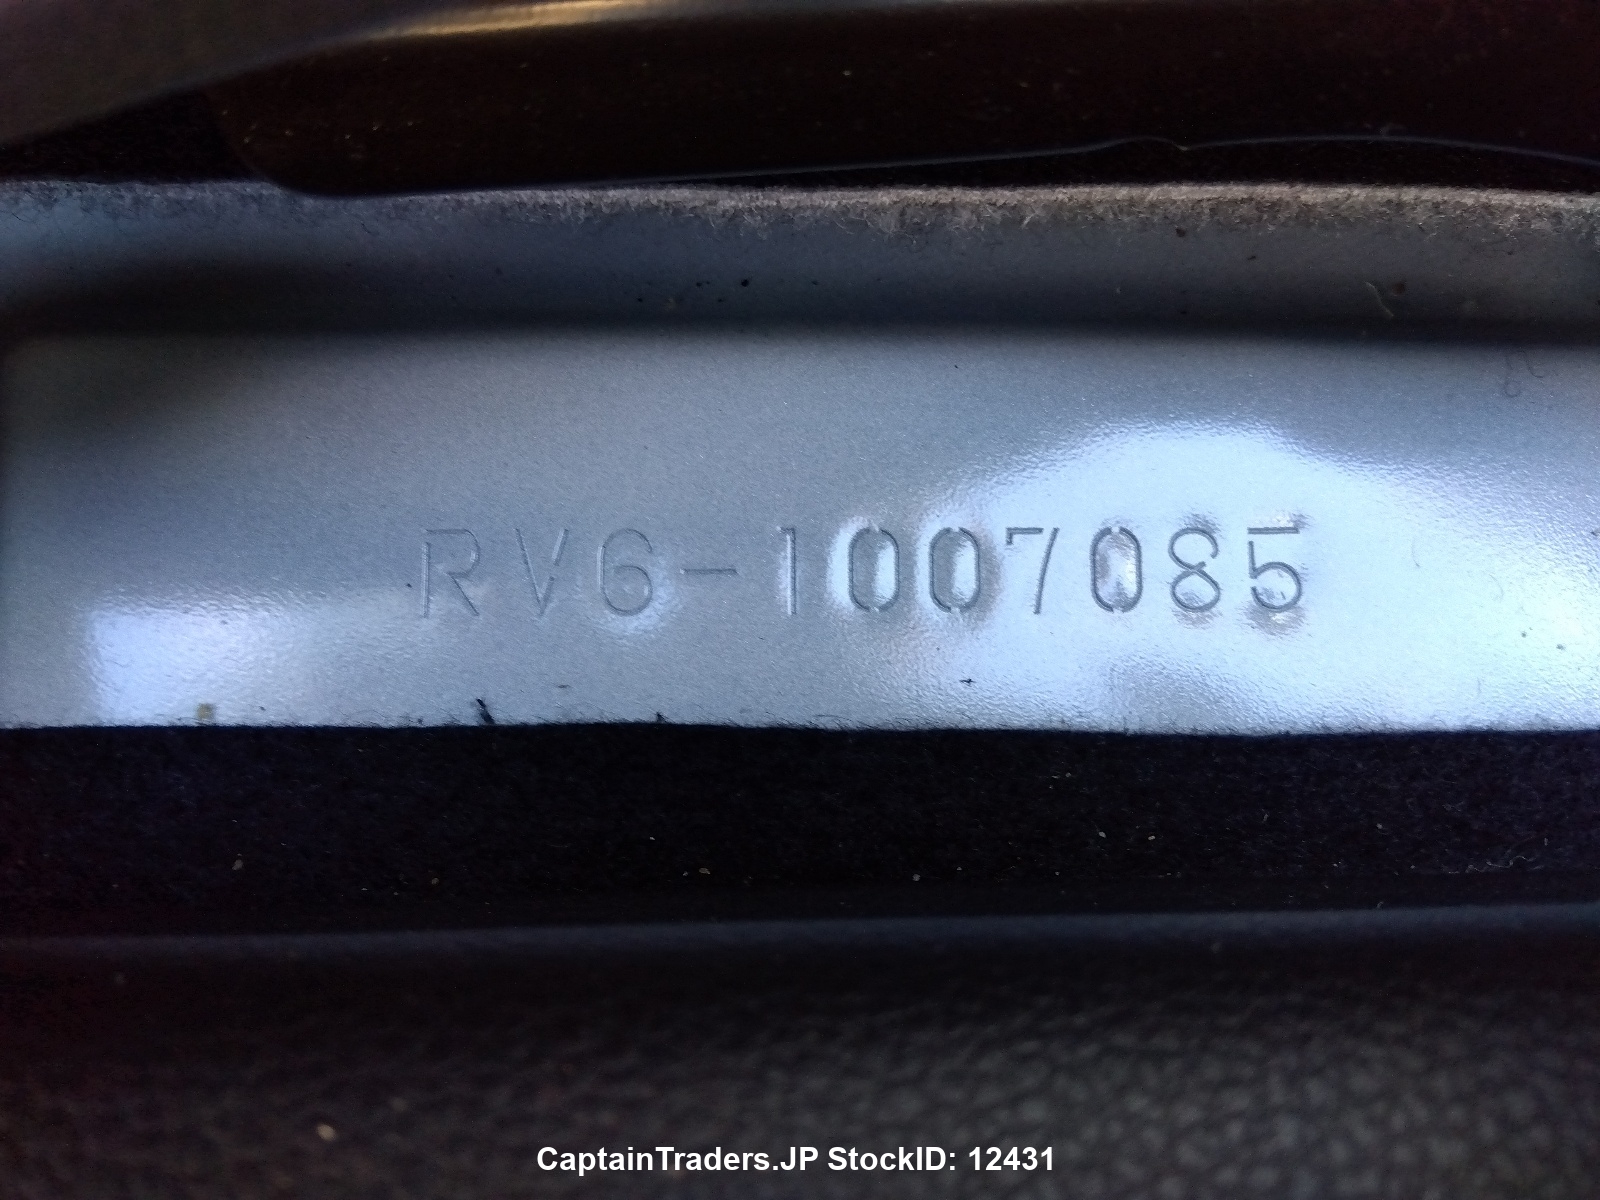 RV6-1007085
CaptainTraders.JP StockID: 12431